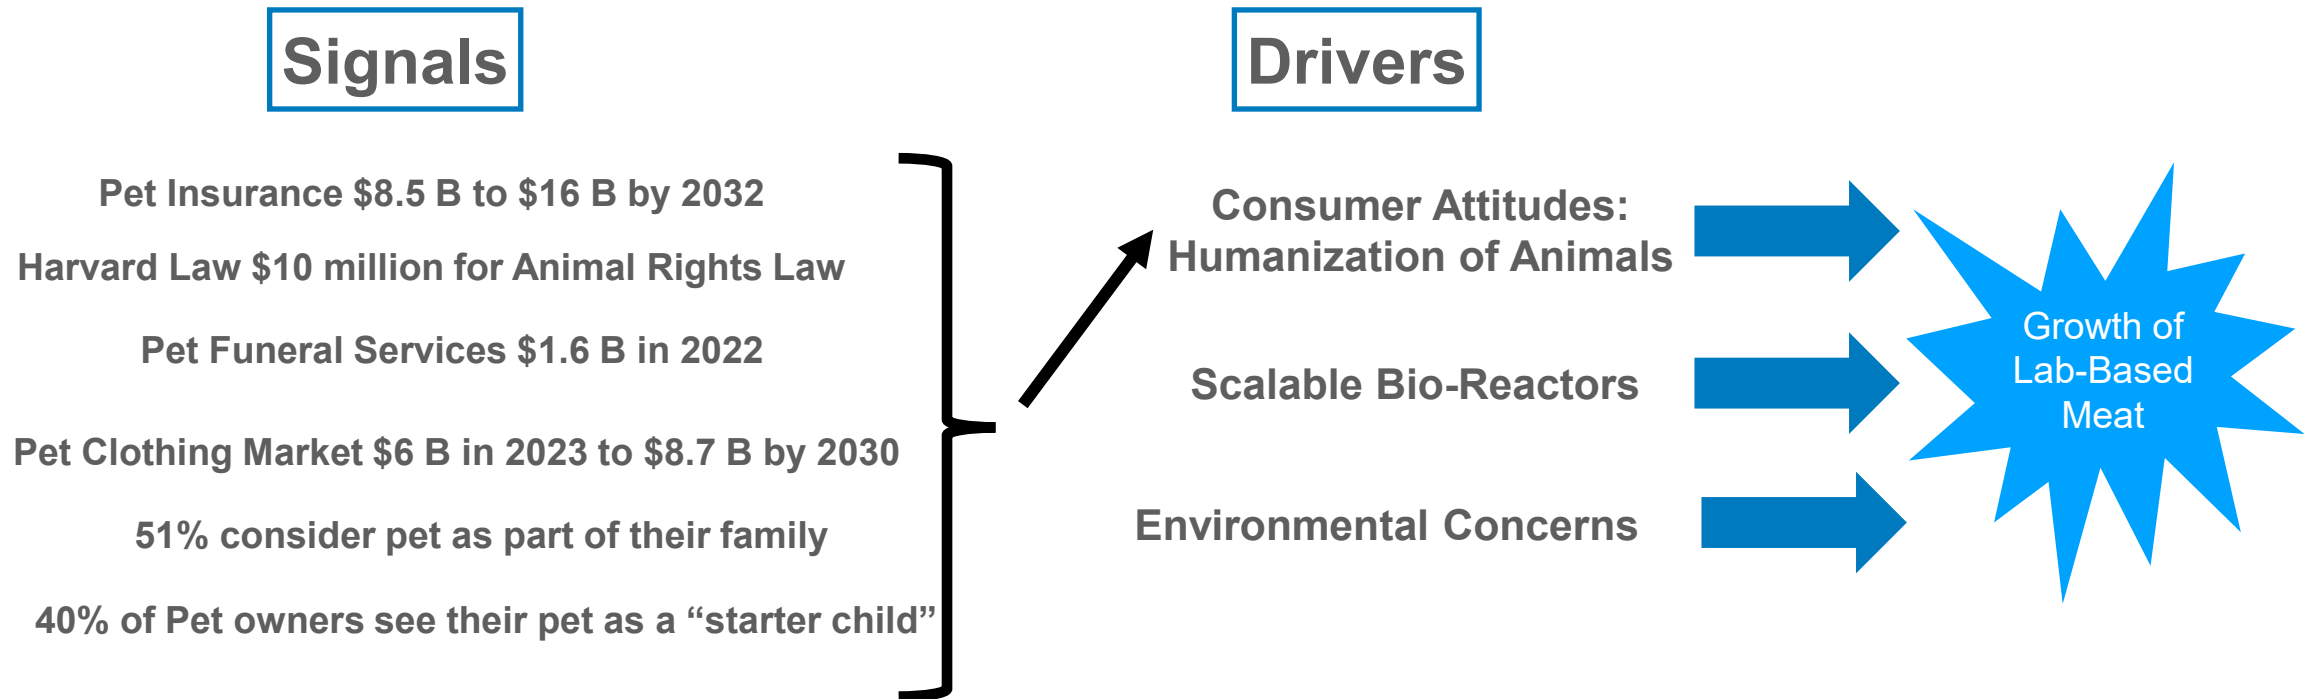 Signals
Pet Insurance $8.5 B to $16 B by 2032
Harvard Law $10 million for Animal Rights Law
Pet Funeral Services $1.6 B in 2022
Pet Clothing Market $6 B in 2023 to $8.7 B by 2030
51% consider pet as part of their family
40% of Pet owners see their pet as a “starter child”
Drivers
Consumer Attitudes:
Humanization of Animals
Scalable Bio-Reactors
Environmental Concerns
Growth of
Lab-Based
Meat